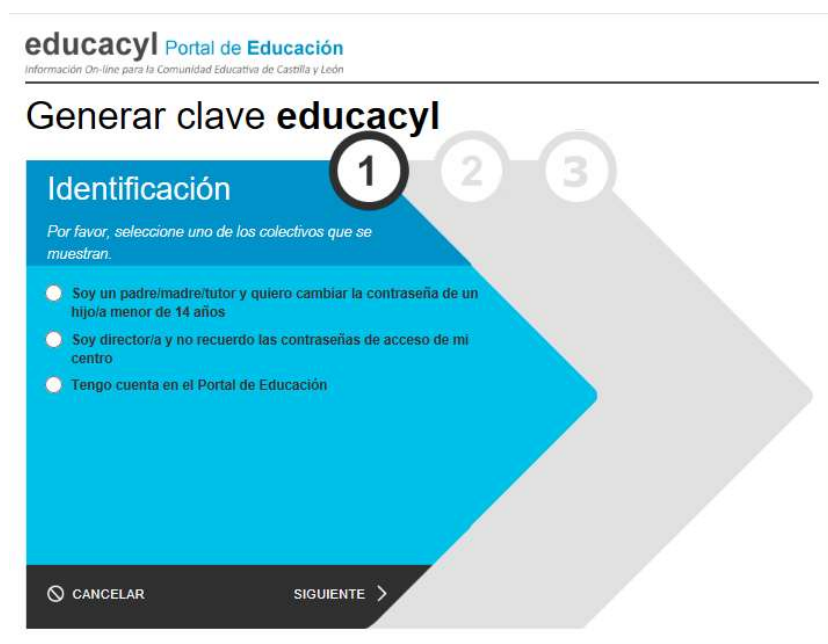 educacyl Portal de Educación
Información On-line para la Comunidad Educativa de Castilla y León
Generar clave educacyl
1 2 3
Identificación
Por favor, seleccione uno de los colectivos que se
muestran.
Soy un padre/madre/tutor y quiero cambiar la contraseña de un
hijo/a menor de 14 años
Soy director/a y no recuerdo las contraseñas de acceso de mi
centro
Tengo cuenta en el Portal de Educación
CANCELAR SIGUIENTE